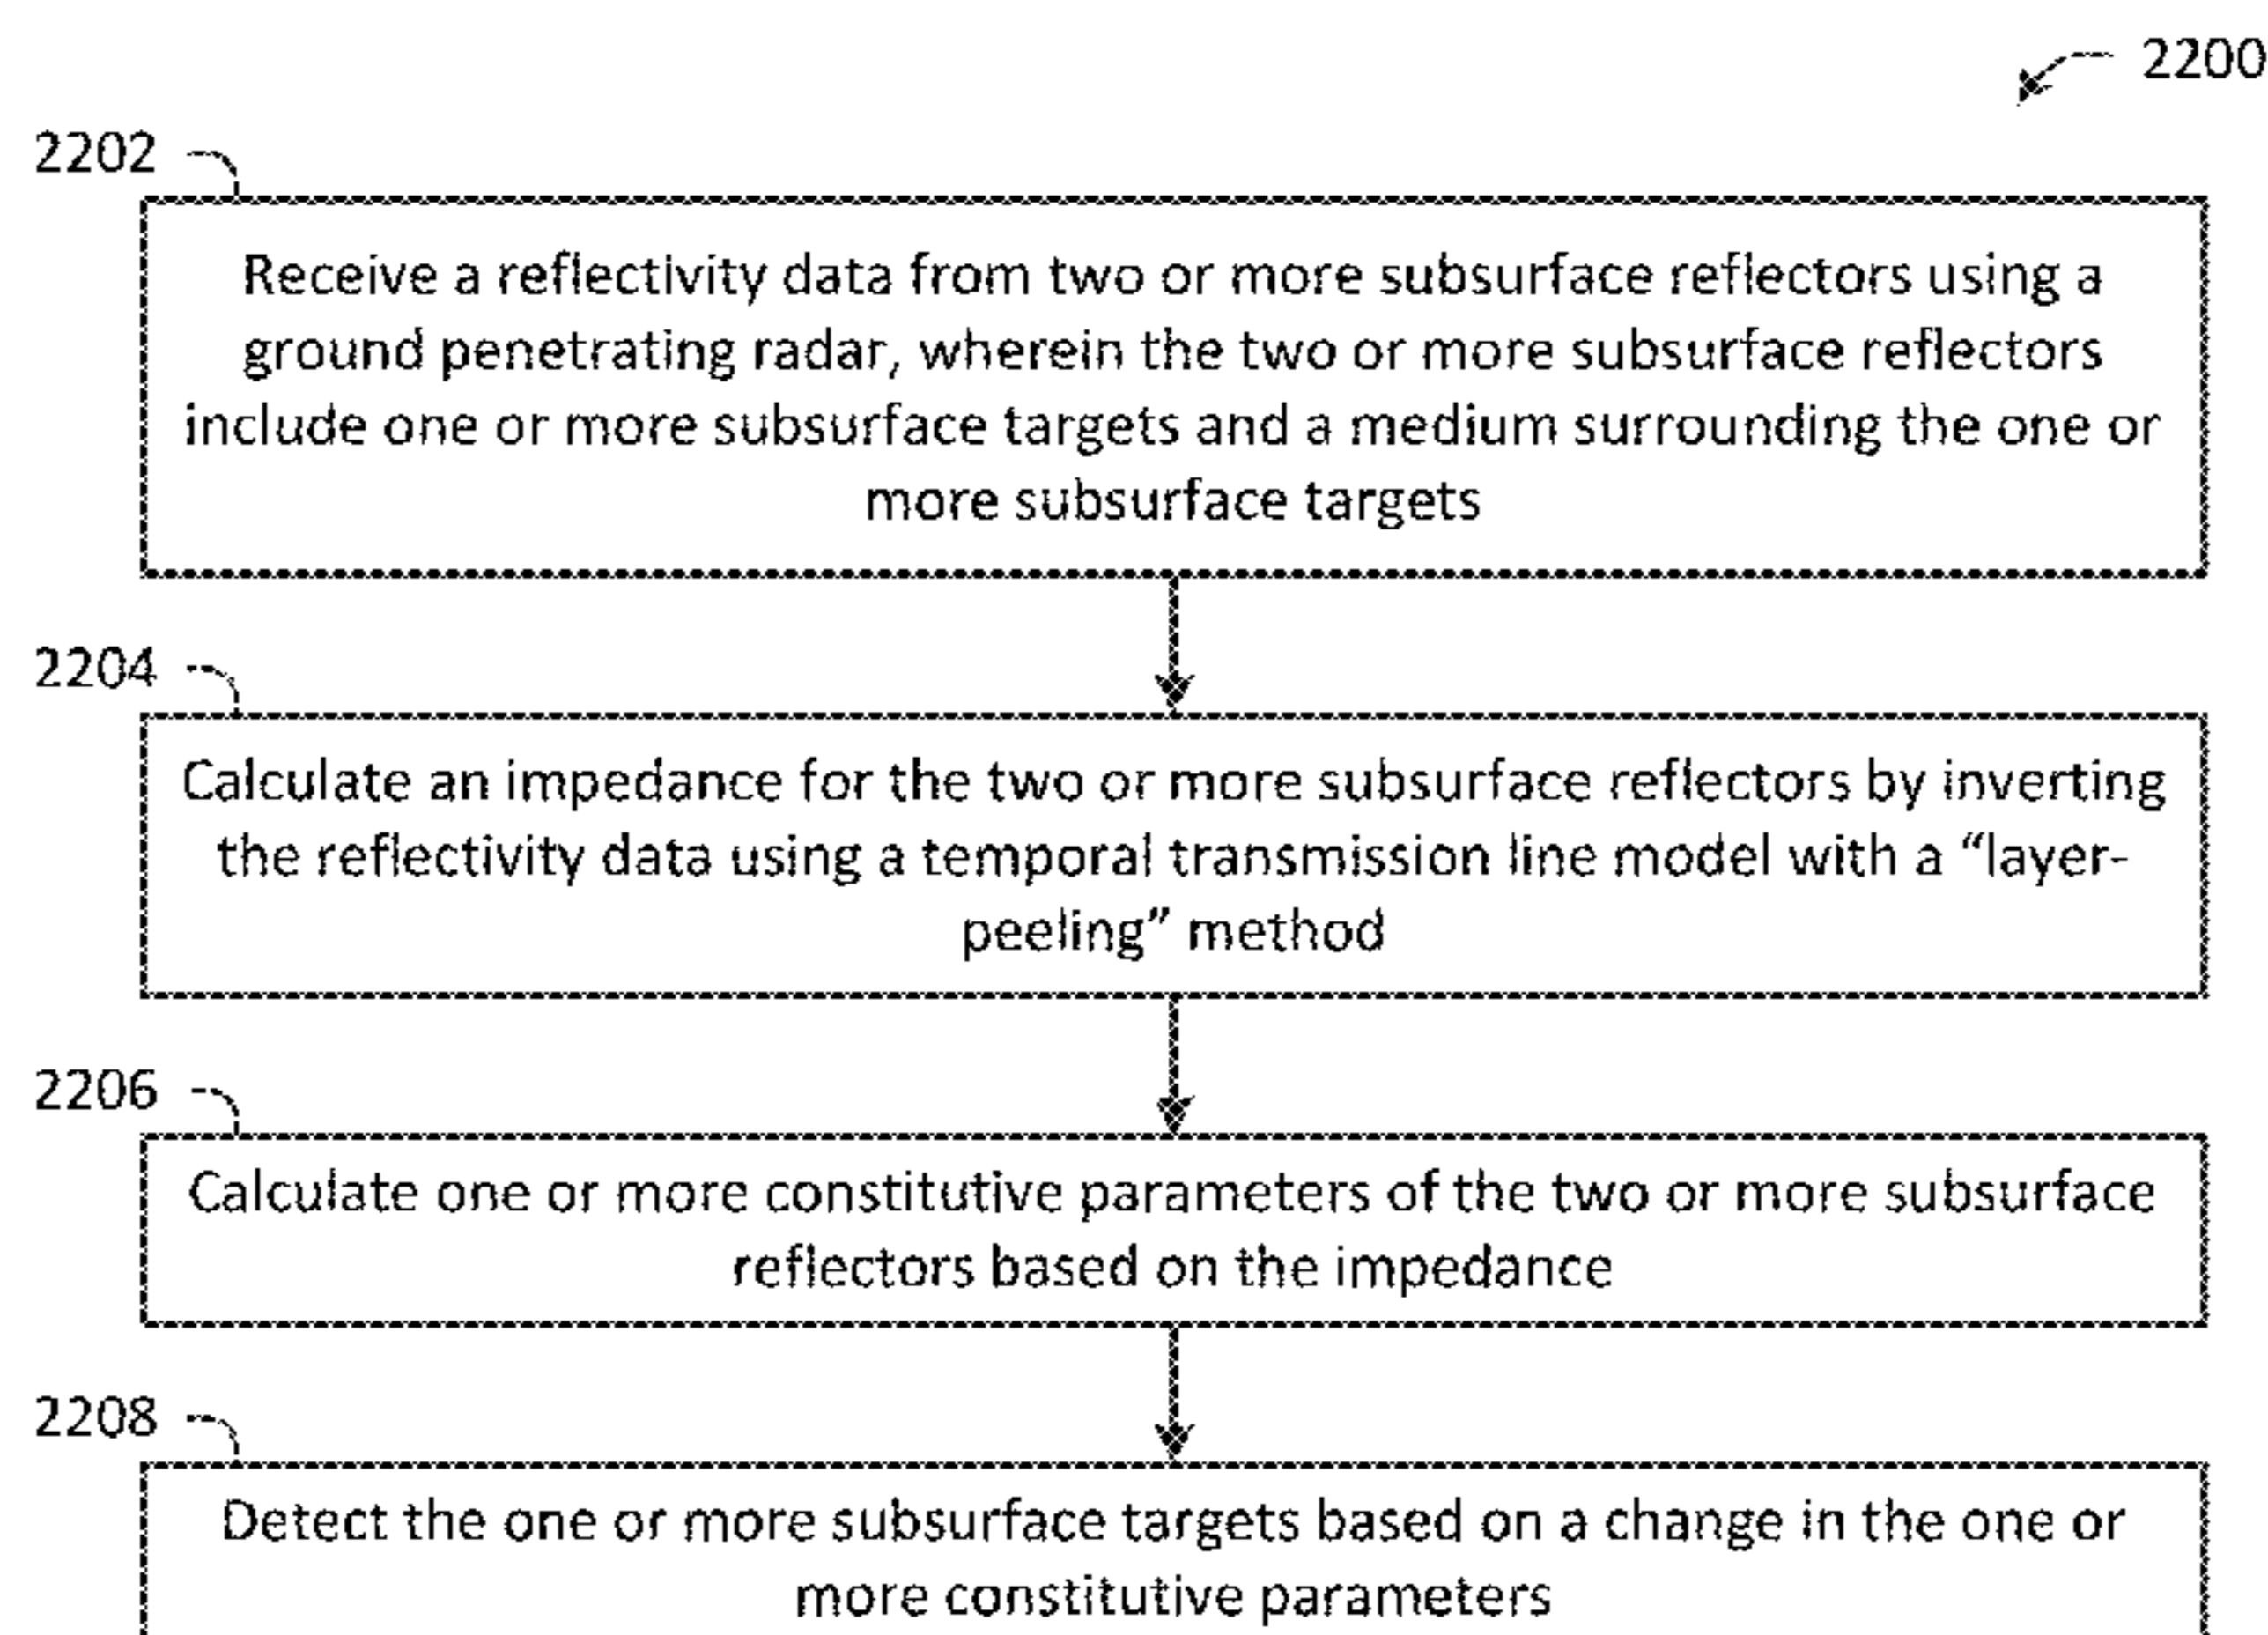 2200
2202
Receive a reflectivity data from two or more subsurface reflectors using a
ground penetrating radar, wherein the two or more subsurface reflectors
include one or more subsurface targets and a medium surrounding the one or
more subsurface targets
2204
Calculate an impedance for the two or more subsurface reflectors by inverting
the reflectivity data using a temporal transmission line model with a “layer-
peeling” method
2206
Calculate one or more constitutive parameters of the two or more subsurface
reflectors based on the impedance
2208
Detect the one or more subsurface targets based on a change in the one or
more constitutive parameters